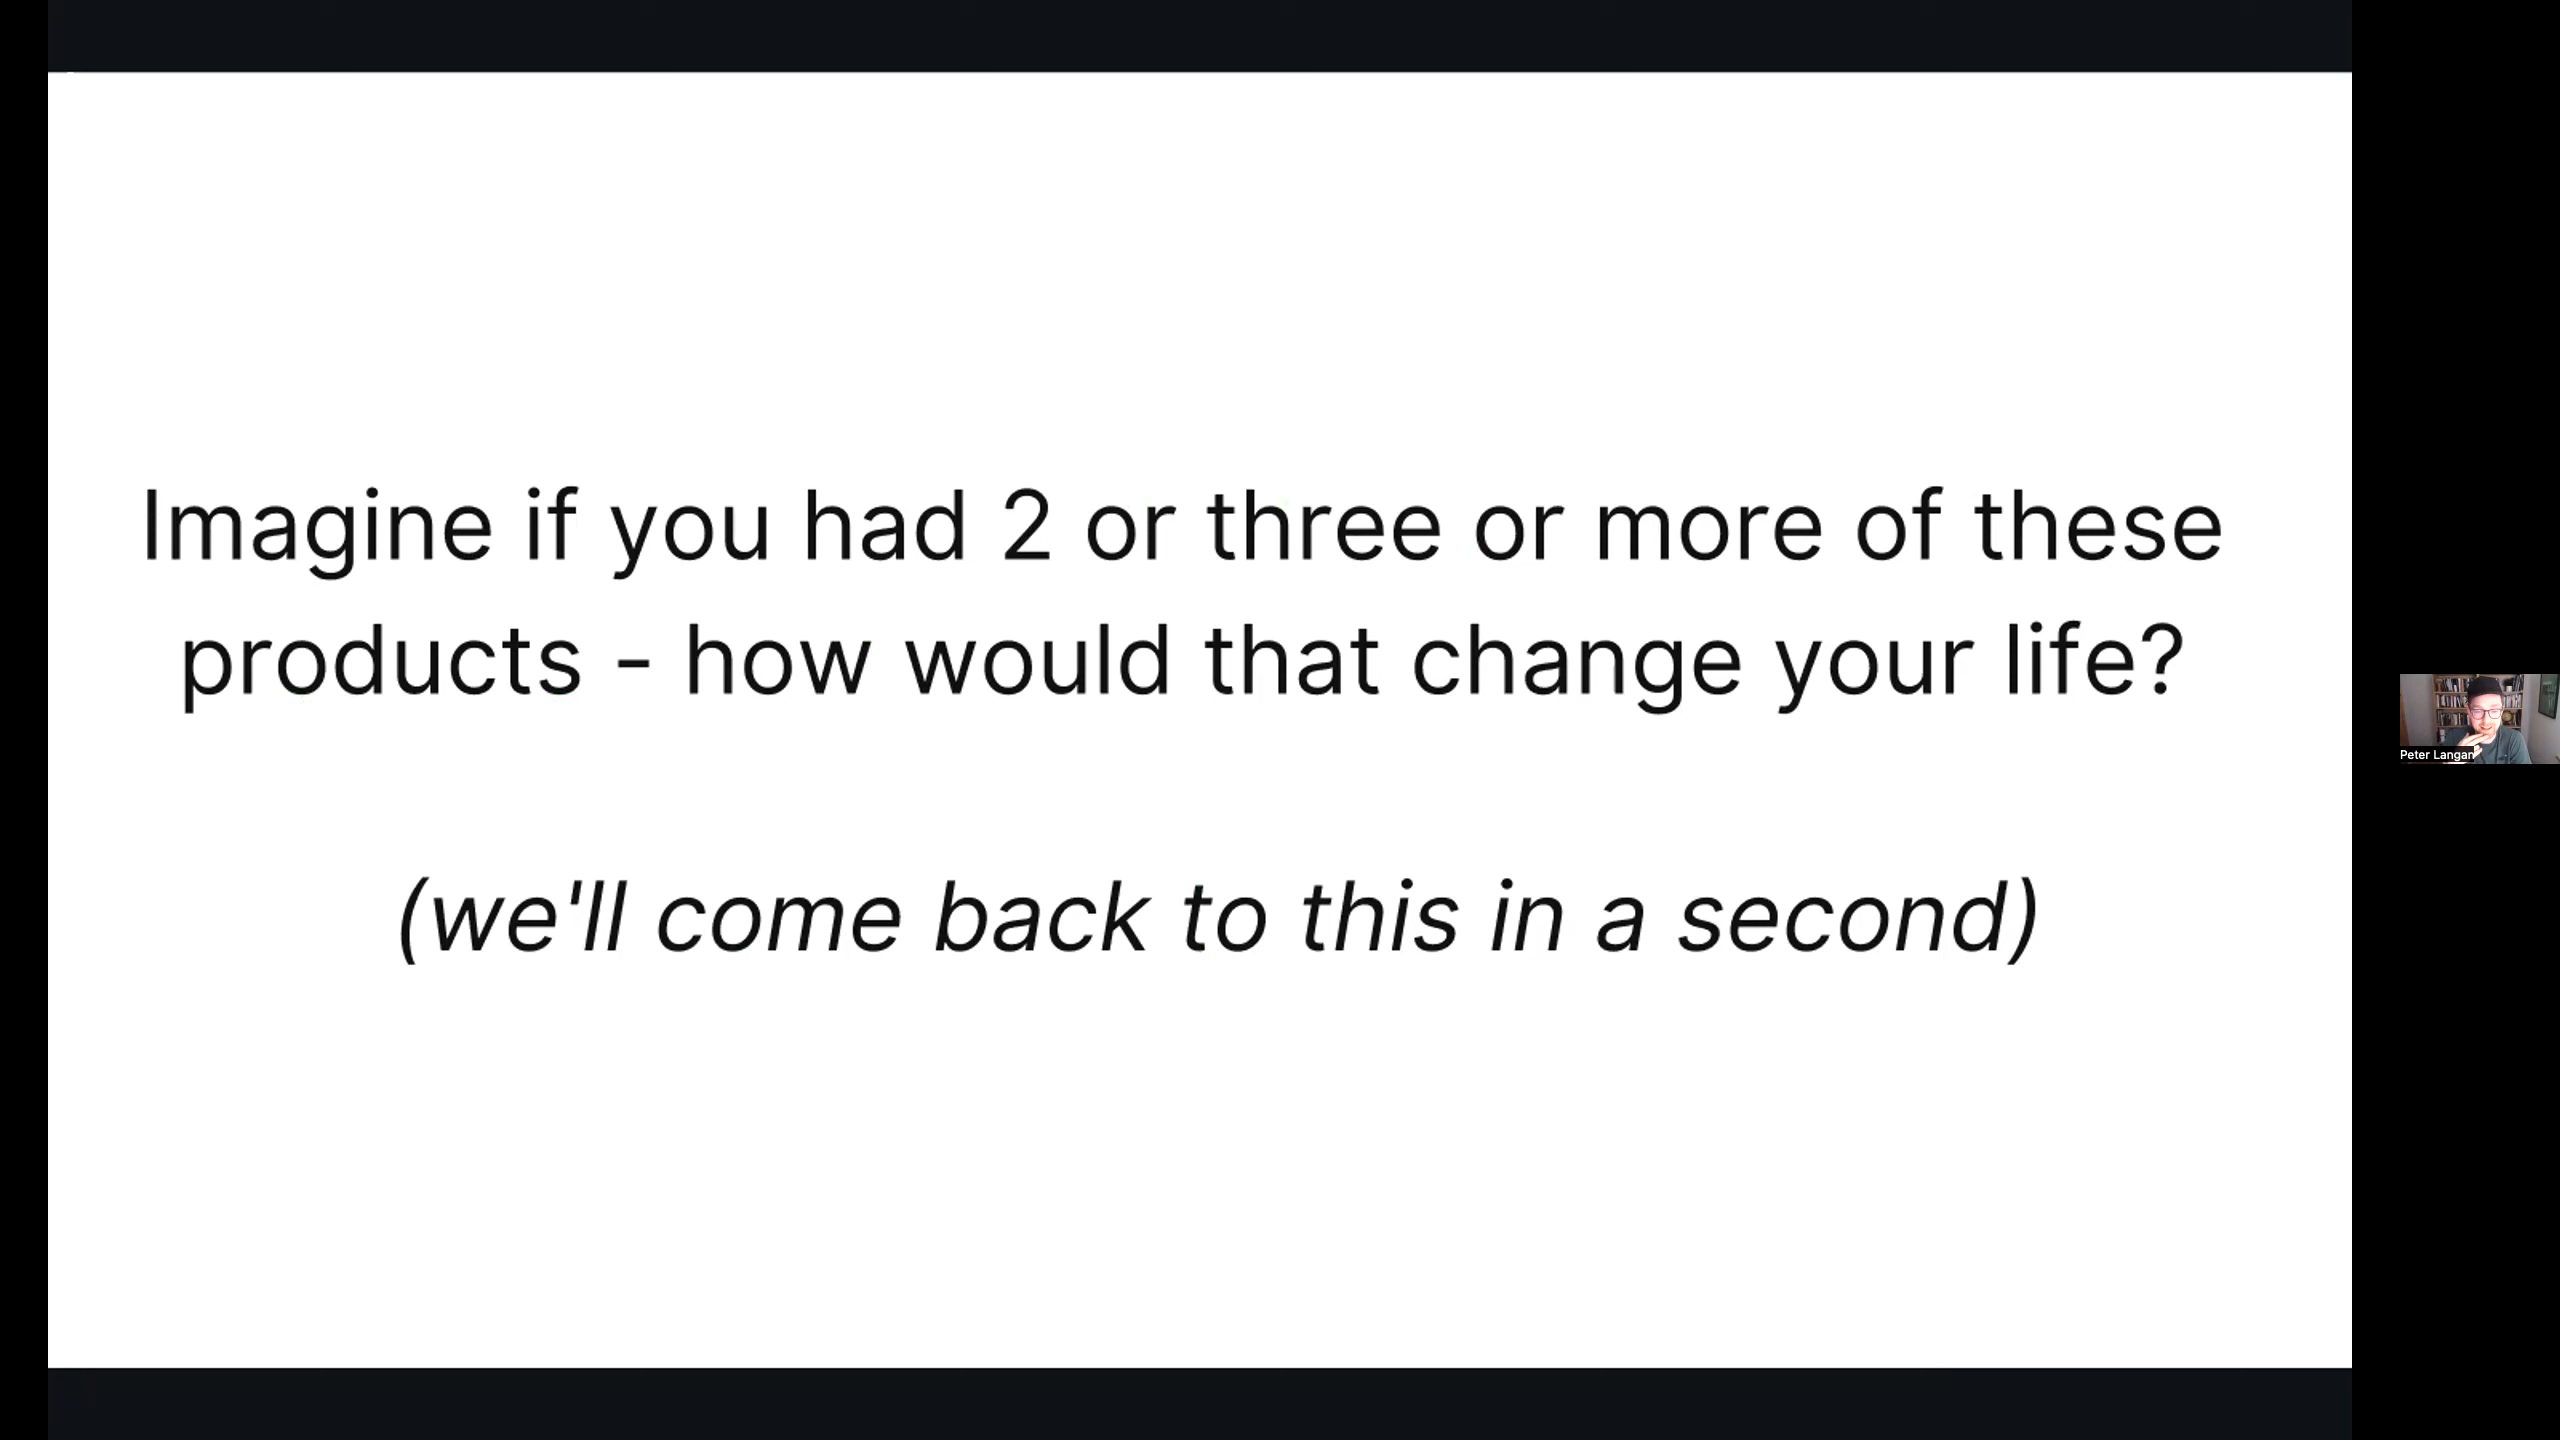 Imagine if you had 2 or three or more of these
products - how would that change your life?
(we'll come back to this in a second)
Peter Langan